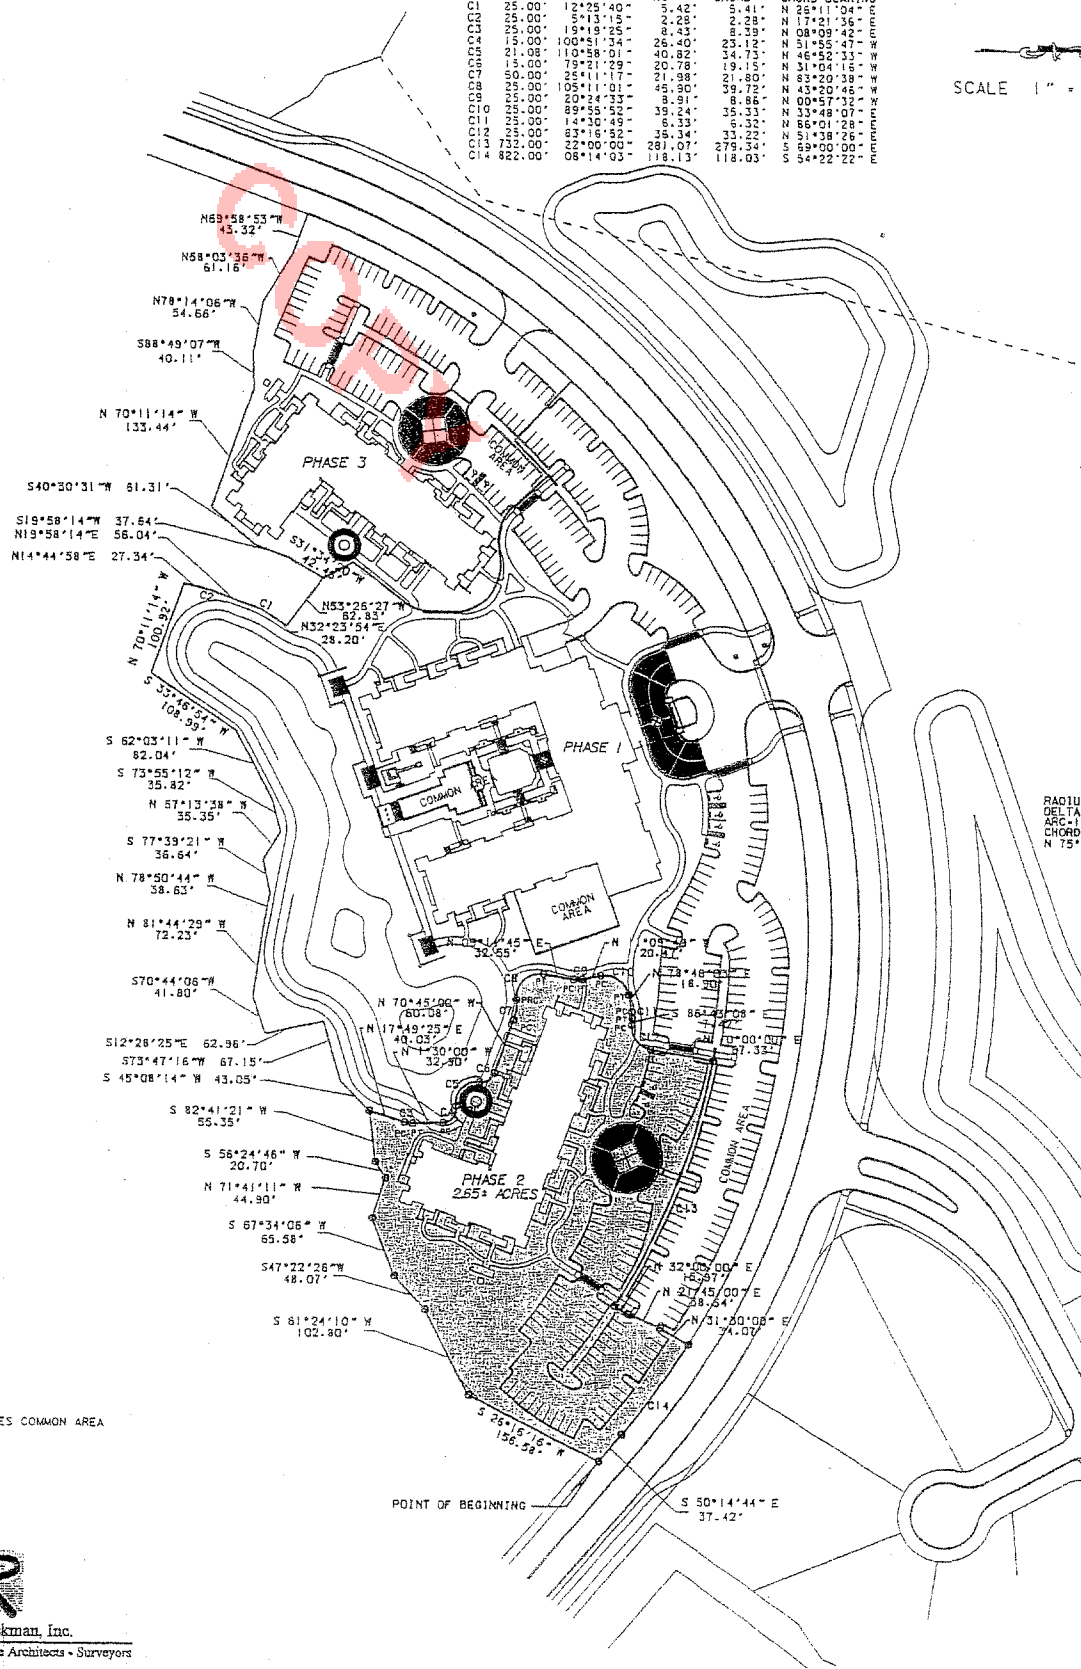 C1 25.00' 12°25'40" 5.42' 5.41' N 26°11'04" E
C2 25.00' 5°13'15" 2.28' 2.28' N 17°21'36" E
C3 25.00' 19°19'25" 8.43' 8.39' N 08°09'42" E
C4 15.00' 100°51'34" 26.40' 23.12' N 51°55'47" W
C5 21.08' 110°58'01" 40.82' 34.73' N 46°52'33" W
C6 15.00' 79°21'29" 20.78' 19.15' N 31°04'16" W
C7 50.00' 25°11'17" 21.98' 21.80' N 83°20'38" W
C8 25.00' 105°11'01" 45.90' 39.72' N 43°20'46" W
C9 25.00' 20°24'33" 8.91' 8.86' N 00°57'32" W
C10 25.00' 89°55'52" 39.24' 35.33' N 33°48'07" E
C11 25.00' 14°30'49" 6.33' 6.32' N 86°01'28" E
C12 25.00' 83°16'52" 36.34' 33.22' N 51°38'26" E
C13 732.00' 22°00'00" 281.07' 279.34' S 69°00'00" E
C14 822.00' 08°14'03" 118.13' 118.03' S 54°22'22" E
SCALE 1" =
COPY
N69°58'53"W
43.32'
N58°03'36"W
61.16'
N78°14'06"W
54.66'
S88°49'07"W
40.11'
N 70°11'14" W
133.44'
PHASE 3
COMMON
AREA
S40°30'31"W 61.31'
S19°58'14"W 37.64'
N19°58'14"E 56.04'
N14°44'58"E 27.34'
N53°26'27"W
62.83
N32°23'54"E
28.20'
C2
C1
N 70°11'14" W
100.92'
S 33°46'54" W
108.99'
S 62°03'11" W
82.04'
S 73°55'12" W
35.82'
N 57°13'38" W
35.35'
S 77°39'21" W
36.64'
N 78°50'44" W
38.63'
N 81°44'29" W
72.23'
S70°44'06"W
41.80'
PHASE 1
COMMON
COMMON
AREA
RADIU
DELTA
ARC=1
CHORD
N 75°
N 09°14'45" E
32.55'
N 78°48'03" E
18.90'
N 70°45'00" W
60.08'
N 17°49'25" E
40.03'
N 1°30'00" W
32.50'
S 86°43'08" E
S12°28'25"E 62.96'
S73°47'16"W 67.15'
S 45°08'14" W 43.05'
S 82°41'21" W
55.35'
S 56°24'46" W
20.70'
N 71°41'11" W
44.90'
S 67°34'06" W
65.58'
S47°22'26"W
48.07'
S 81°24'10" W
102.80'
PHASE 2
2.65± ACRES
COMMON AREA
C13
N 32°00'00" E
15.97'
N 21°45'00" E
58.54'
N 31°30'00" E
34.07'
C14
S 26°16'16" W
156.58'
ES COMMON AREA
POINT OF BEGINNING
S 50°14'44" E
37.42'
kman, Inc.
e Architects - Surveyors